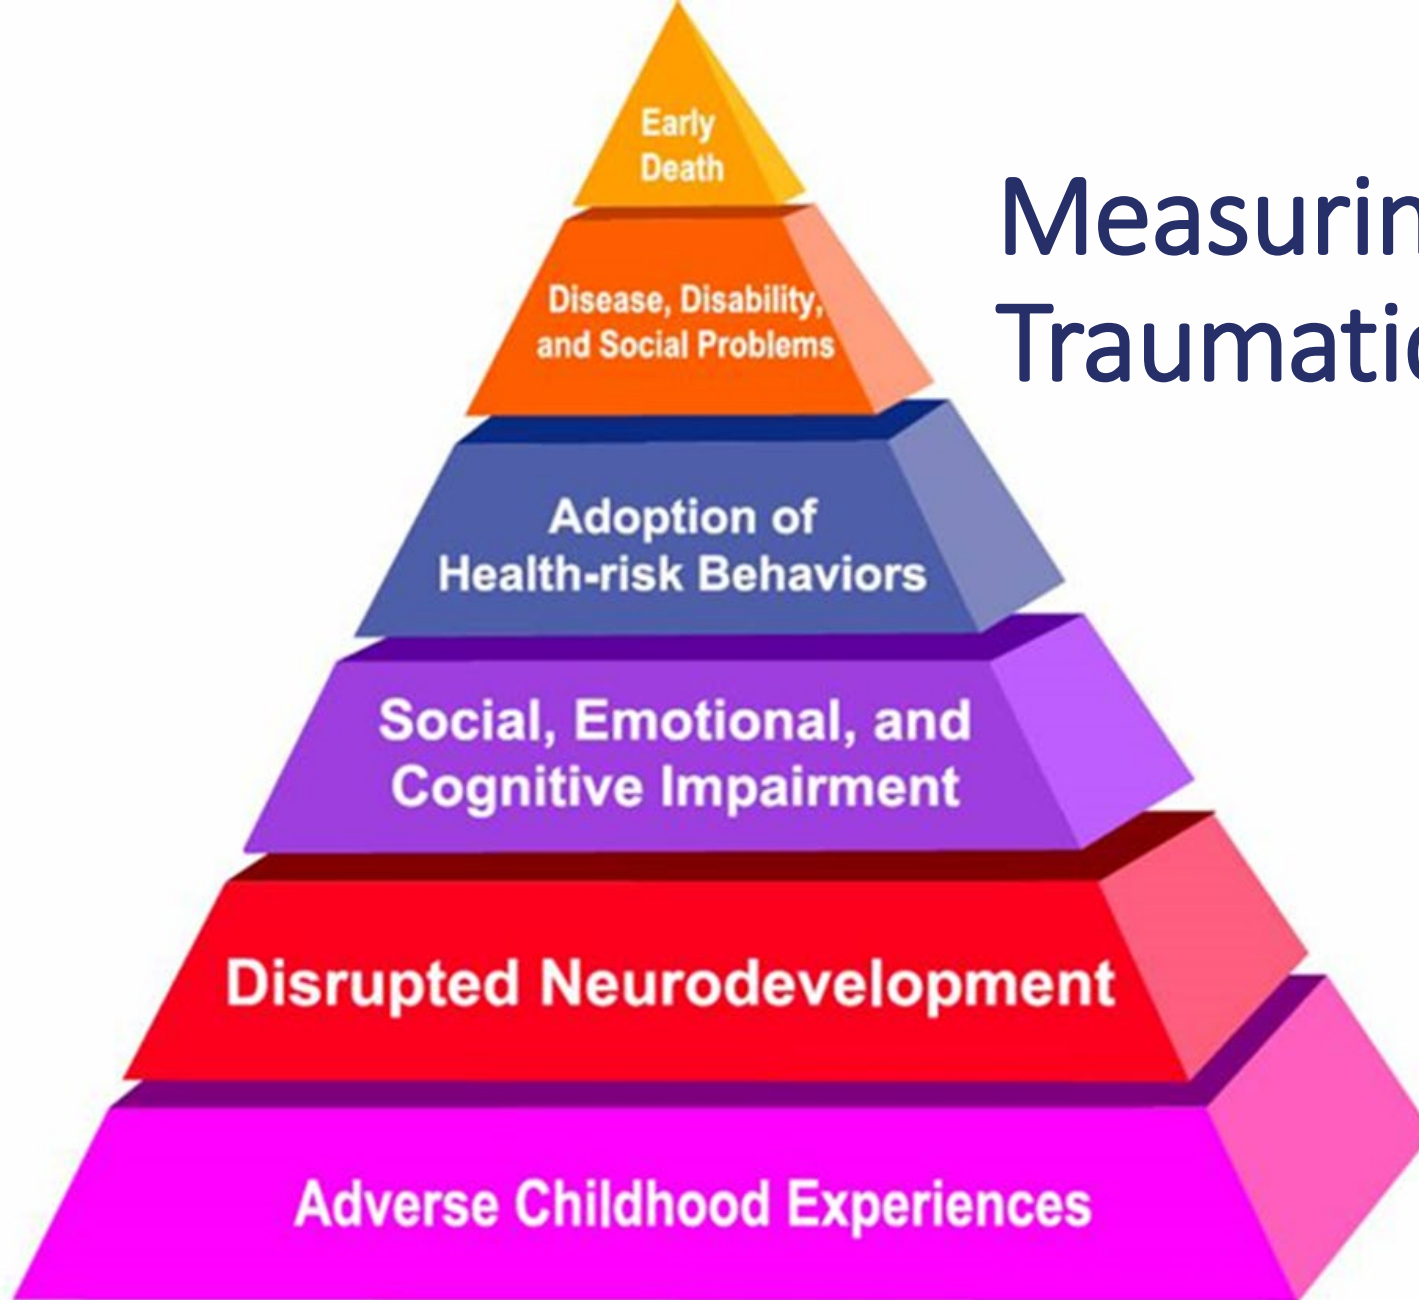 Early
Death
Disease, Disability,
and Social Problems
Adoption of
Health-risk Behaviors
Social, Emotional, and
Cognitive Impairment
Disrupted Neurodevelopment
Adverse Childhood Experiences